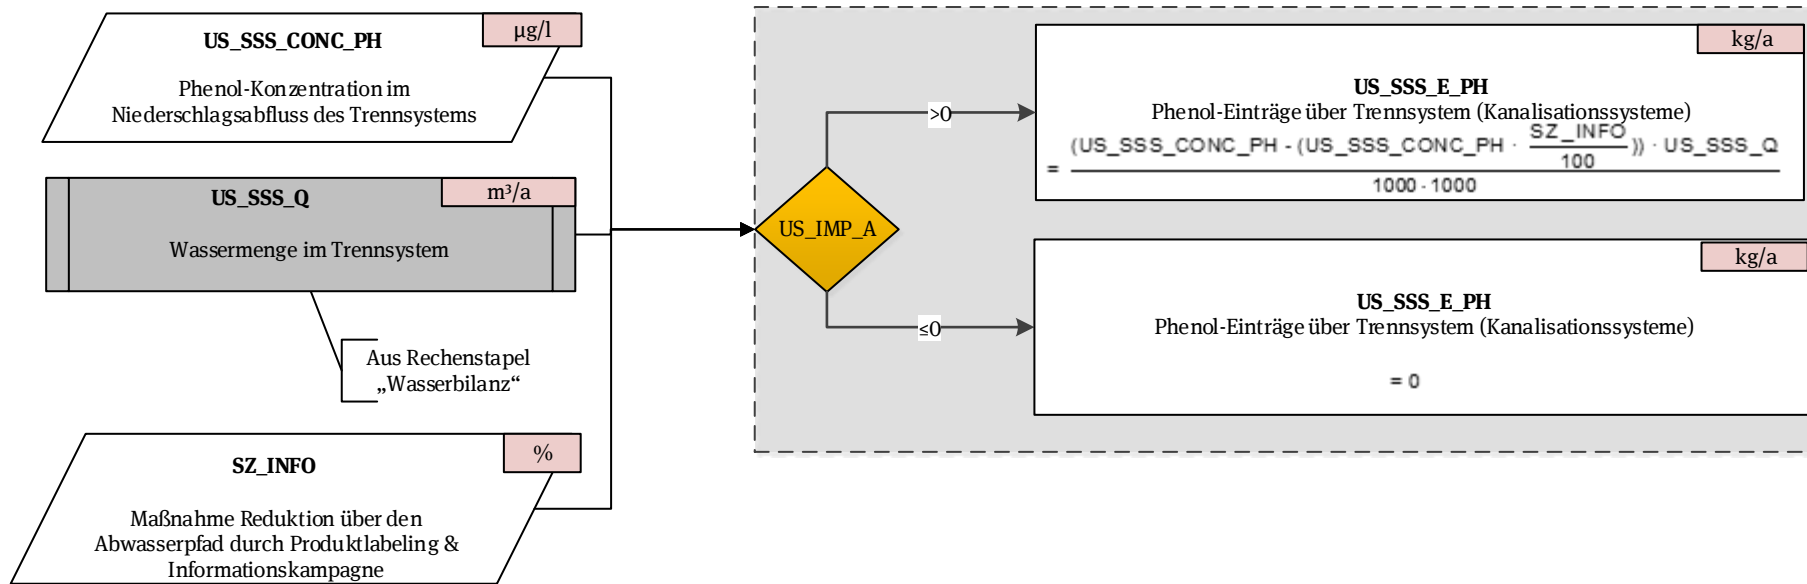 US_SSS_CONC_PH
µg/l
Phenol-Konzentration im
Niederschlagsabfluss des Trennsystems
US_SSS_Q
m³/a
Wassermenge im Trennsystem
Aus Rechenstapel
„Wasserbilanz“
SZ_INFO
%
Maßnahme Reduktion über den
Abwasserpfad durch Produktlabeling &
Informationskampagne
US_IMP_A
>0
≤0
kg/a
US_SSS_E_PH
Phenol-Einträge über Trennsystem (Kanalisationssysteme)
= (US_SSS_CONC_PH - (US_SSS_CONC_PH · SZ_INFO / 100 )) · US_SSS_Q
1000 · 1000
kg/a
US_SSS_E_PH
Phenol-Einträge über Trennsystem (Kanalisationssysteme)
= 0